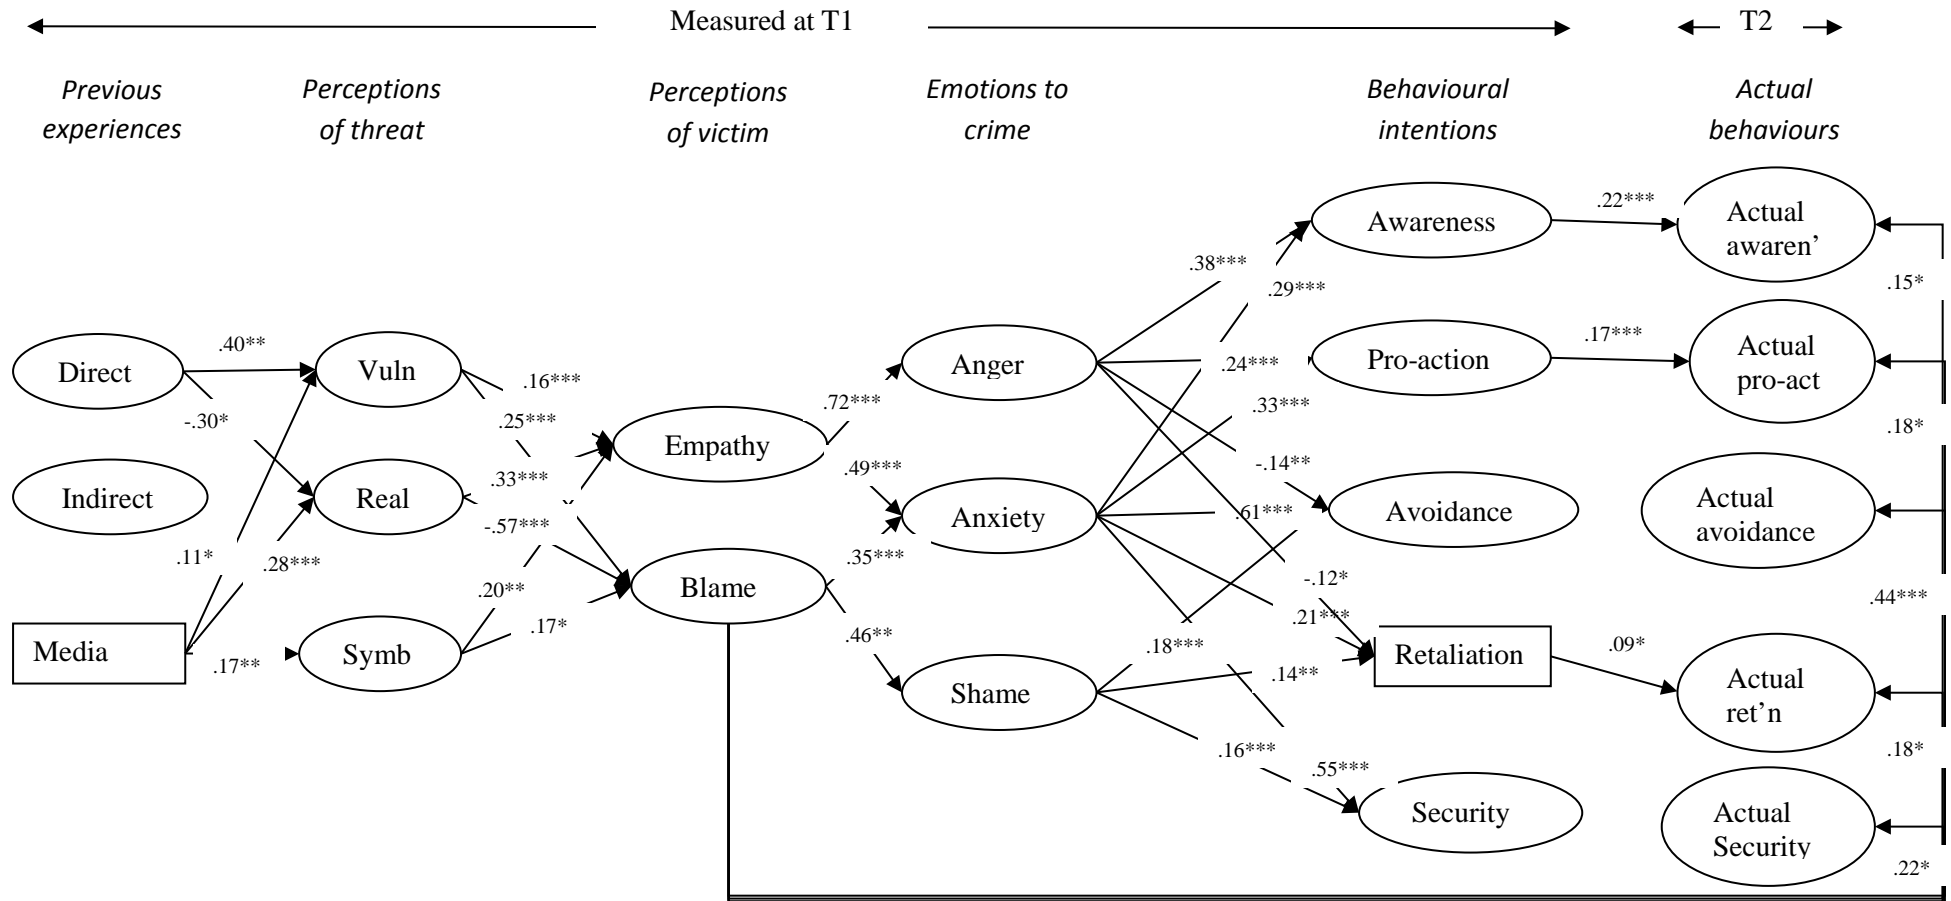 Measured at T1
T2
Previous
experiences
Perceptions
of threat
Perceptions
of victim
Emotions to
crime
Behavioural
intentions
Actual
behaviours
Awareness
.22***
Actual
awaren’
.38***
.29***
.15*
Direct
.40**
Vuln
.16***
Anger
.24***
Pro-action
.17***
Actual
pro-act
-.30*
.25***
Empathy
.72***
.33***
.18*
Indirect
Real
.33***
.49***
Anxiety
-.14**
Avoidance
Actual
avoidance
.61***
-.57***
.11*
.28***
.35***
Blame
.20**
-.12*
.44***
.17*
.21***
Media
.17**
Symb
.46**
.18***
.14**
Retaliation
.09*
Shame
Actual
ret’n
.16***
.55***
.18*
Security
Actual
Security
.22*